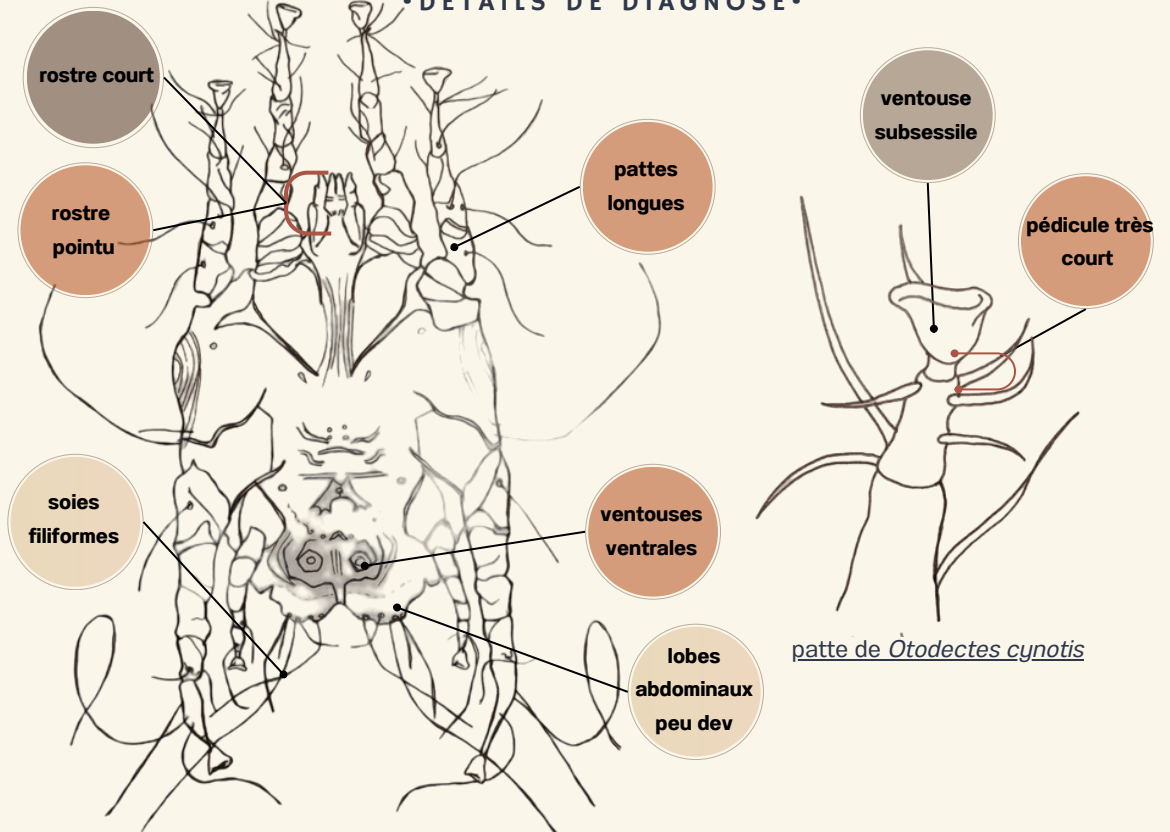 •DÉTAILS DE DIAGNOSE•
rostre court
rostre
pointu
pattes
longues
ventouse
subsessile
pédicule très
court
soies
filiformes
ventouses
ventrales
lobes
abdominaux
peu dev
patte de Otodectes cynotis